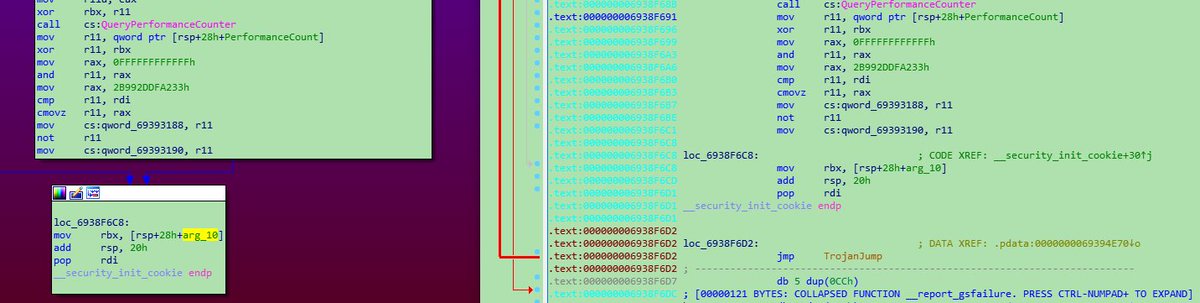 xor     rbx, r11
call    cs:QueryPerformanceCounter
mov     r11, qword ptr [rsp+28h+PerformanceCount]
xor     r11, rbx
mov     rax, 0FFFFFFFFFFFFh
and     r11, rax
mov     rax, 2B992DDFA233h
cmp     r11, rdi
cmovz   r11, rax
mov     cs:qword_69393188, r11
not     r11
mov     cs:qword_69393190, r11
loc_6938F6C8:
mov     rbx, [rsp+28h+arg_10]
add     rsp, 20h
pop     rdi
__security_init_cookie endp
.text:000000006938F68B call    cs:QueryPerformanceCounter
.text:000000006938F691 mov     r11, qword ptr [rsp+28h+PerformanceCount]
.text:000000006938F696 xor     r11, rbx
.text:000000006938F699 mov     rax, 0FFFFFFFFFFFFh
.text:000000006938F6A3 and     r11, rax
.text:000000006938F6A6 mov     rax, 2B992DDFA233h
.text:000000006938F6B0 cmp     r11, rdi
.text:000000006938F6B3 cmovz   r11, rax
.text:000000006938F6B7 mov     cs:qword_69393188, r11
.text:000000006938F6BE not     r11
.text:000000006938F6C1 mov     cs:qword_69393190, r11
.text:000000006938F6C8
.text:000000006938F6C8 loc_6938F6C8: ; CODE XREF: __security_init_cookie+30↑j
.text:000000006938F6C8 mov     rbx, [rsp+28h+arg_10]
.text:000000006938F6CD add     rsp, 20h
.text:000000006938F6D1 pop     rdi
.text:000000006938F6D1 __security_init_cookie endp
.text:000000006938F6D1
.text:000000006938F6D2
.text:000000006938F6D2 loc_6938F6D2: ; DATA XREF: .pdata:0000000069394E70↓o
.text:000000006938F6D2 jmp     TrojanJump
.text:000000006938F6D2 ; ---------------------------------------------------------------------------
.text:000000006938F6D7 db 5 dup(0CCh)
.text:000000006938F6DC ; [00000121 BYTES: COLLAPSED FUNCTION __report_gsfailure. PRESS CTRL-NUMPAD+ TO EXPAND]